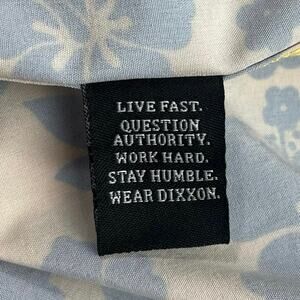 LIVE FAST.
QUESTION
AUTHORITY.
WORK HARD.
STAY HUMBLE.
WEAR DIXXON.